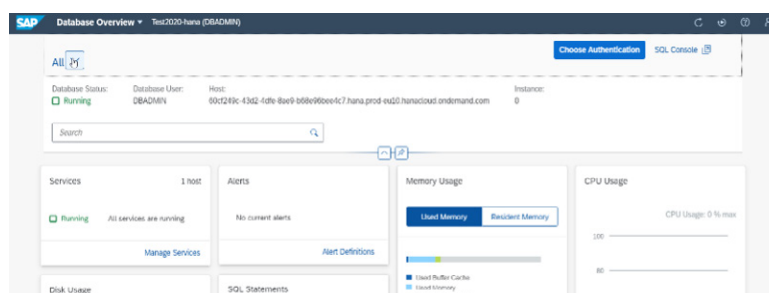 SAP Database Overview Test2020-hana (DBADMIN)
Choose Authentication SQL Console
All
Database Status: Database User: Host: Instance:
Running DBADMIN 60cf249c-43d2-4dfe-8ae9-b68e96bee4c7.hana.prod-eu10.hanacloud.ondemand.com 0
Search
Services 1 host
Running All services are running
Manage Services
Alerts
No current alerts
Alert Definitions
Memory Usage
Used Memory Resident Memory
Used Buffer Cache
Used Memory
CPU Usage
CPU Usage: 0 % max
100
80
Disk Usage
SQL Statements